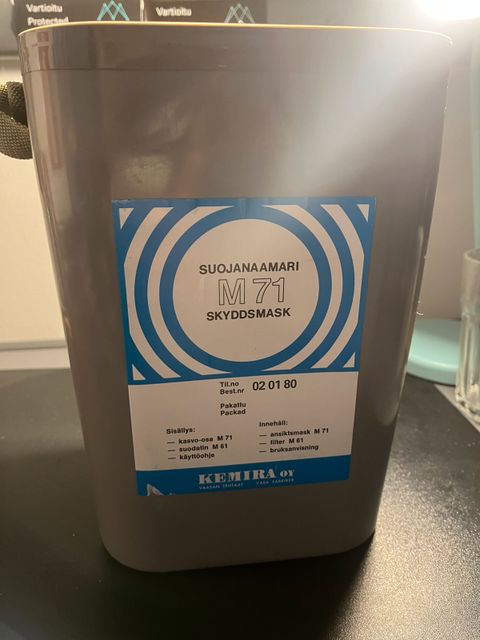 Vartioitu
Protected
Vartioitu
SUOJANAAMARI
M 71
SKYDDSMASK
Til.no
Best.nr
02 01 80
Pakattu
Packad
Sisällys:
— kasvo-osa M 71
— suodatin M 61
— käyttöohje
Innehåll:
— ansiktsmask M 71
— filter M 61
— bruksanvisning
KEMIRA OY
VAASAN TEHTAAT VASA FABRIKER